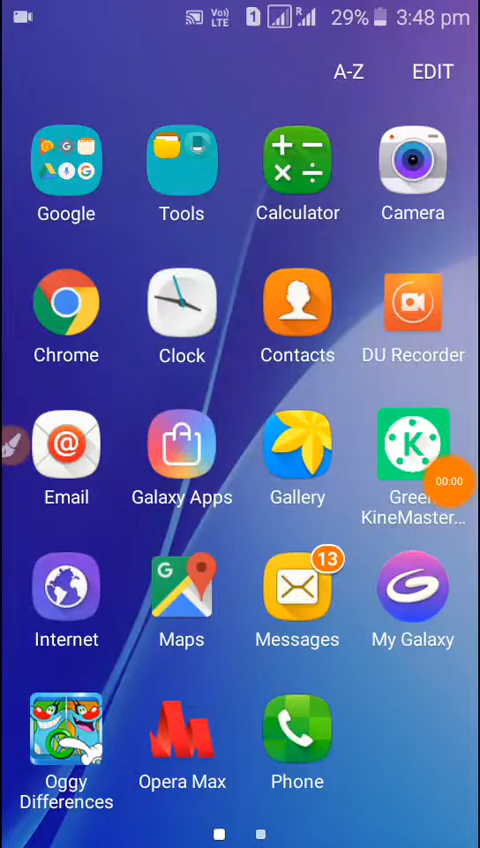 Vo))
LTE
1
R
29%
3:48 pm
A-Z
EDIT
Google
Tools
Calculator
Camera
Chrome
Clock
Contacts
DU Recorder
Email
Galaxy Apps
Gallery
K
00:00
Gree
KineMaster...
13
G
Internet
Maps
Messages
My Galaxy
Oggy
Differences
Opera Max
Phone